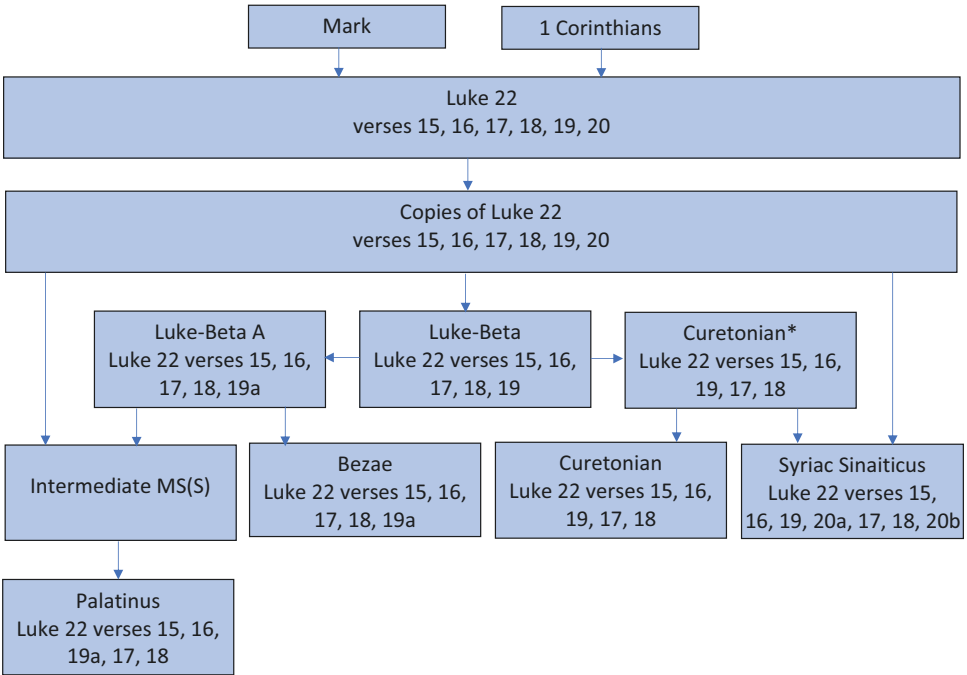 Mark
1 Corinthians
Luke 22
verses 15, 16, 17, 18, 19, 20
Copies of Luke 22
verses 15, 16, 17, 18, 19, 20
Luke-Beta A
Luke 22 verses 15, 16,
17, 18, 19a
Luke-Beta
Luke 22 verses 15, 16,
17, 18, 19
Curetonian*
Luke 22 verses 15, 16,
19, 17, 18
Intermediate MS(S)
Bezae
Luke 22 verses 15, 16,
17, 18, 19a
Curetonian
Luke 22 verses 15, 16,
19, 17, 18
Syriac Sinaiticus
Luke 22 verses 15,
16, 19, 20a, 17, 18, 20b
Palatinus
Luke 22 verses 15, 16,
19a, 17, 18